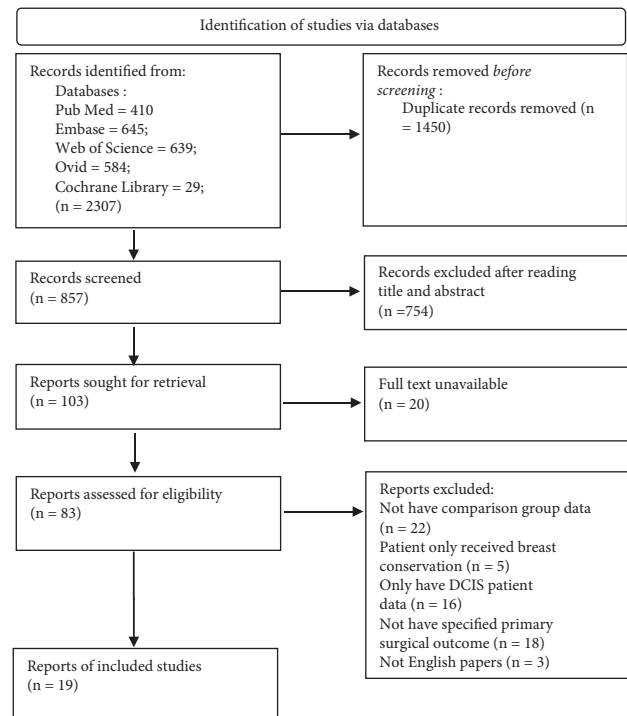 Identification of studies via databases
Records identified from:
Databases :
Pub Med = 410
Embase = 645;
Web of Science = 639;
Ovid = 584;
Cochrane Library = 29;
(n = 2307)
Records removed before
screening :
Duplicate records removed (n
= 1450)
Records screened
(n = 857)
Records excluded after reading
title and abstract
(n =754)
Reports sought for retrieval
(n = 103)
Full text unavailable
(n = 20)
Reports assessed for eligibility
(n = 83)
Reports excluded:
Not have comparison group data
(n = 22)
Patient only received breast
conservation (n = 5)
Only have DCIS patient
data (n = 16)
Not have specified primary
surgical outcome (n = 18)
Not English papers (n = 3)
Reports of included studies
(n = 19)